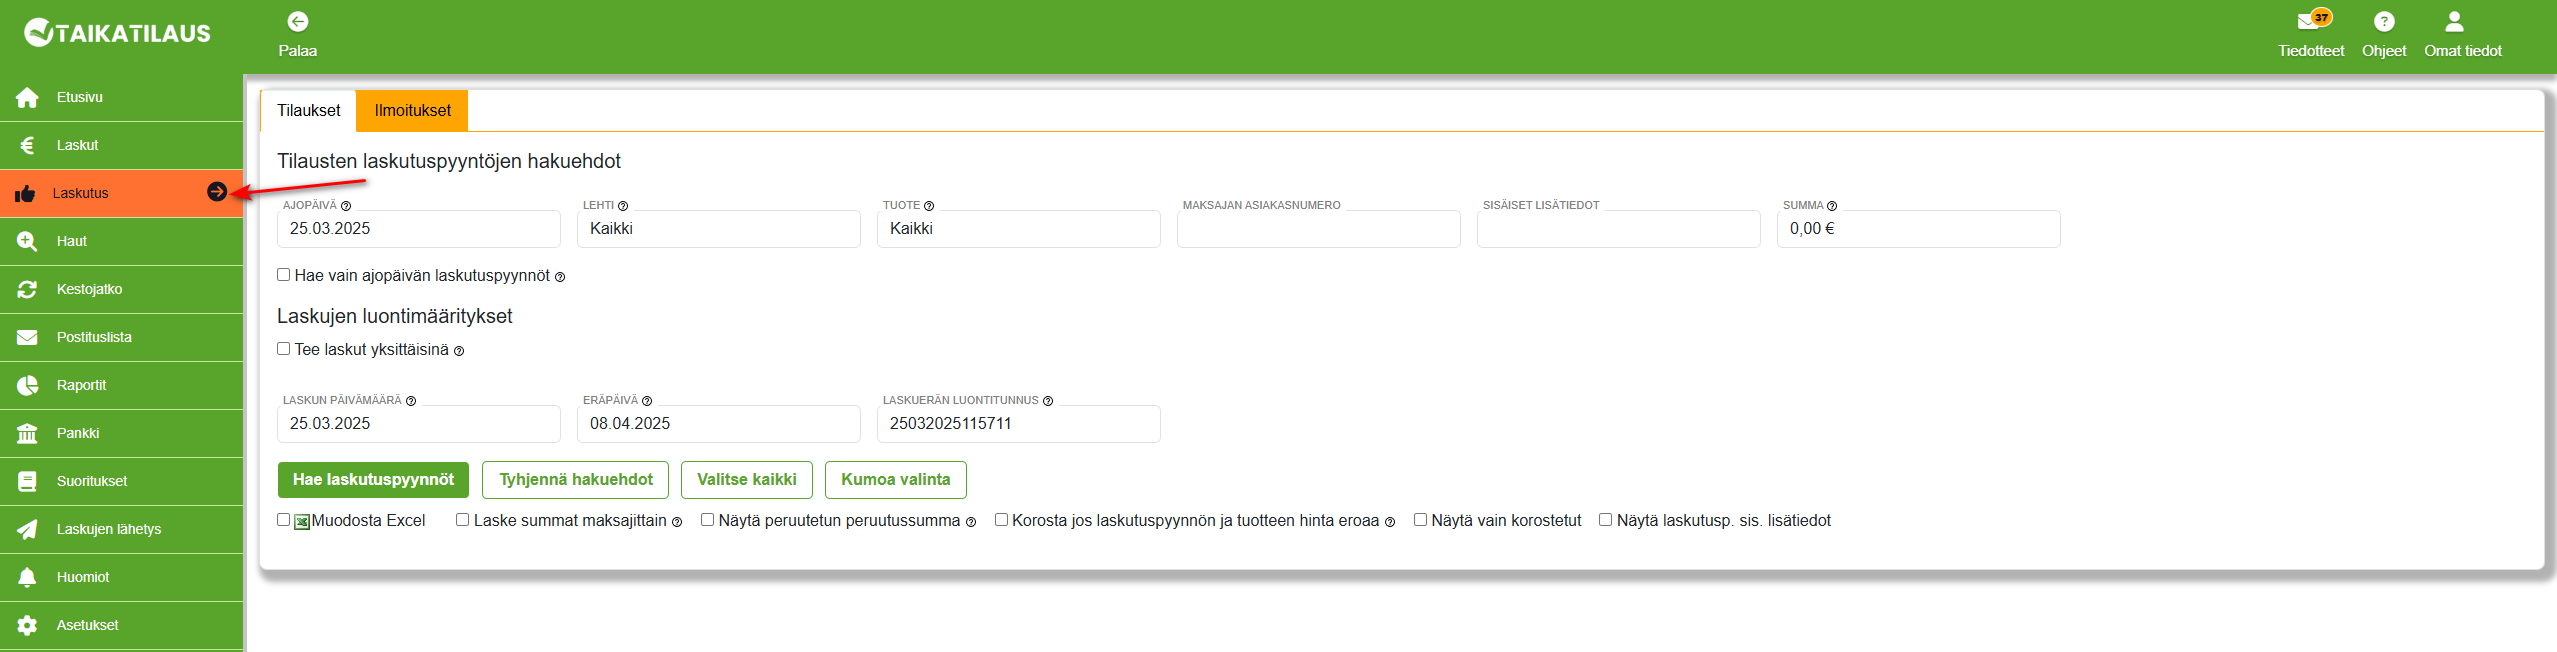 TAIKATILAUS
Palaa
37
Tiedotteet
Ohjeet
Omat tiedot
Etusivu
Laskut
Laskutus
Haut
Kestojatko
Postituslista
Raportit
Pankki
Suoritukset
Laskujen lähetys
Huomiot
Asetukset
Tilaukset
Ilmoitukset
Tilausten laskutuspyyntöjen hakuehdot
AJOPÄIVÄ
LEHTI
TUOTE
MAKSAJAN ASIAKASNUMERO
SISÄISET LISÄTIEDOT
SUMMA
25.03.2025
Kaikki
Kaikki
0,00 €
Hae vain ajopäivän laskutuspyynnöt
Laskujen luontimääritykset
Tee laskut yksittäisinä
LASKUN PÄIVÄMÄÄRÄ
ERÄPÄIVÄ
LASKUERÄN LUONTITUNNUS
25.03.2025
08.04.2025
25032025115711
Hae laskutuspyynnöt
Tyhjennä hakuehdot
Valitse kaikki
Kumoa valinta
Muodosta Excel
Laske summat maksajittain
Näytä peruutetun peruutussumma
Korosta jos laskutuspyynnön ja tuotteen hinta eroaa
Näytä vain korostetut
Näytä laskutusp. sis. lisätiedot